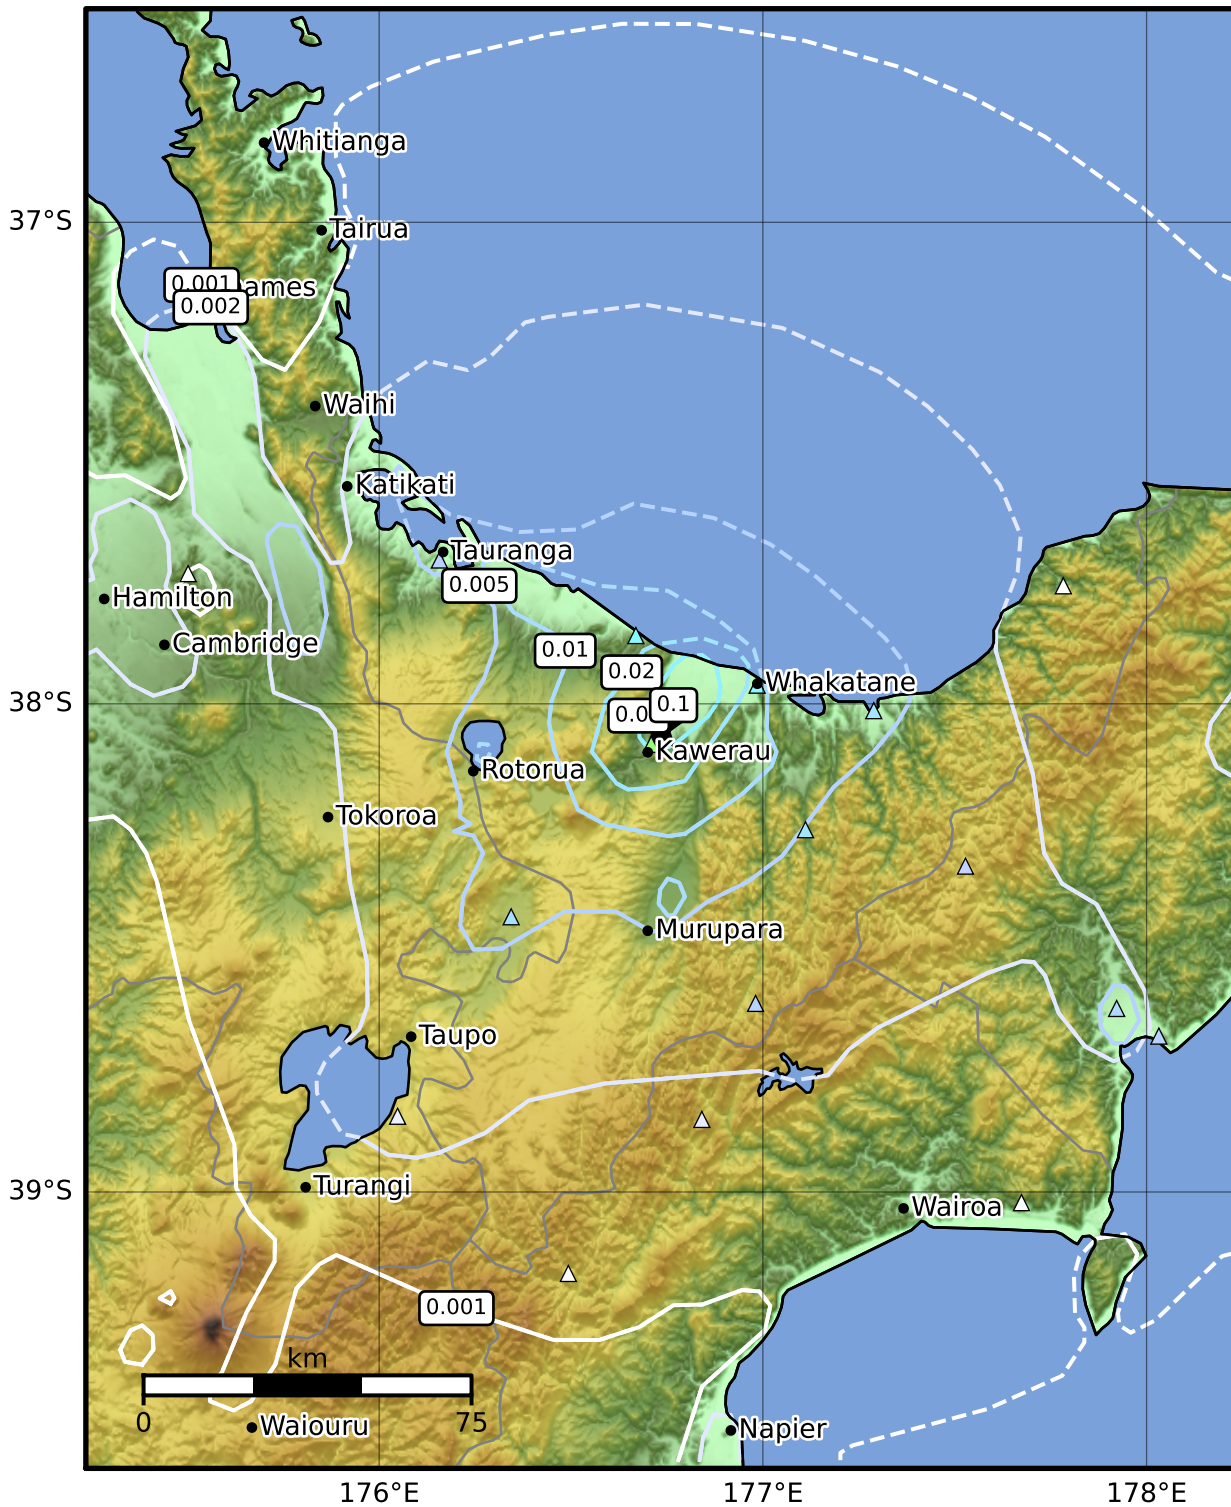 Whitianga
37°S
Tairua
0.001
ames
0.002
Waihi
Katikati
Tauranga
0.005
Hamilton
Cambridge
0.01
0.02
38°S
Whakatane
0.0
0.1
Kawerau
Rotorua
Tokoroa
Murupara
Taupo
39°S
Turangi
Wairoa
0.001
km
0
75
Waiouru
Napier
176°E
177°E
178°E